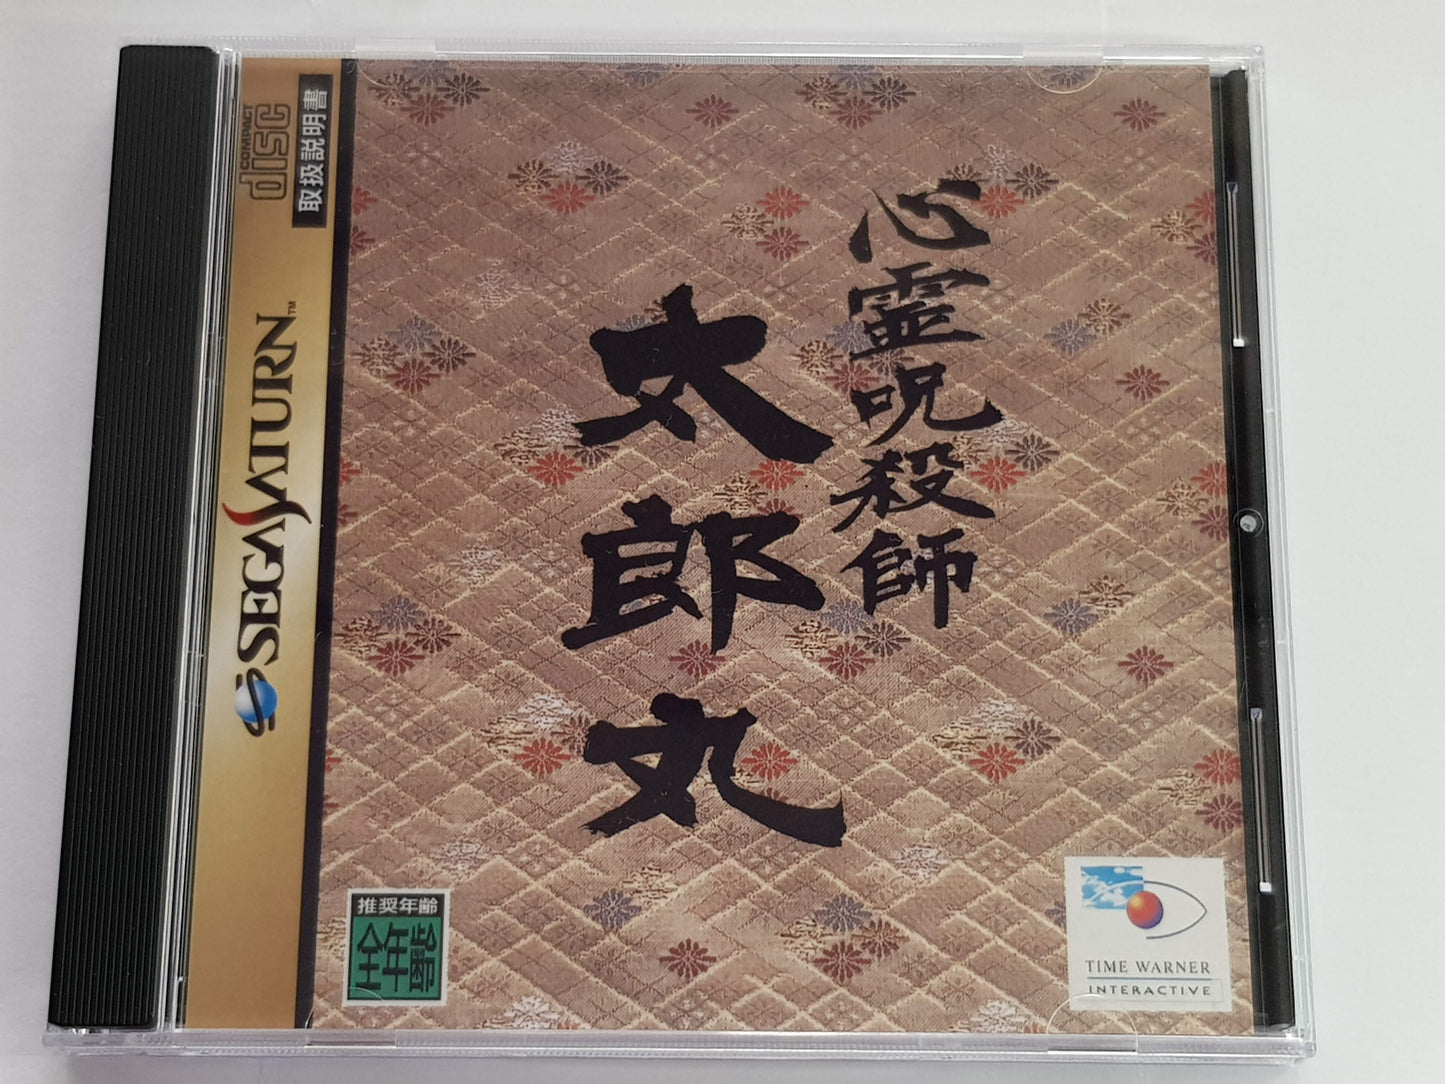 COMPACT
disc
取扱説明書
SEGA SATURN™
心霊呪殺師
太郎丸
推奨年齢
全年齢
TIME WARNER
INTERACTIVE